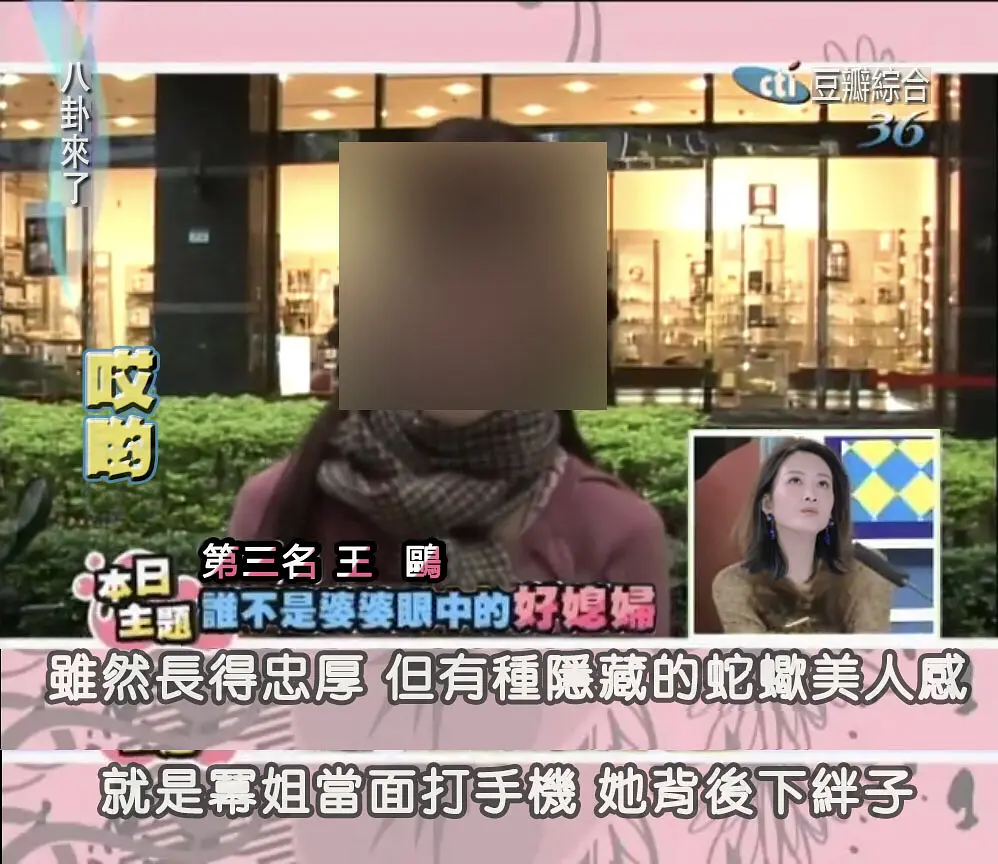 八卦來了
cti 豆瓣綜合
36
哎喲
第三名 王 鷗
本日主題
誰不是婆婆眼中的好媳婦
雖然長得忠厚 但有種隱藏的蛇蠍美人感
就是冪姐當面打手機 她背後下絆子